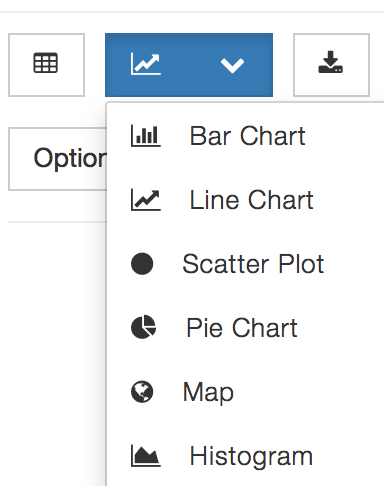 Bar Chart
Option
Line Chart
Scatter Plot
Pie Chart
Map
Histogram